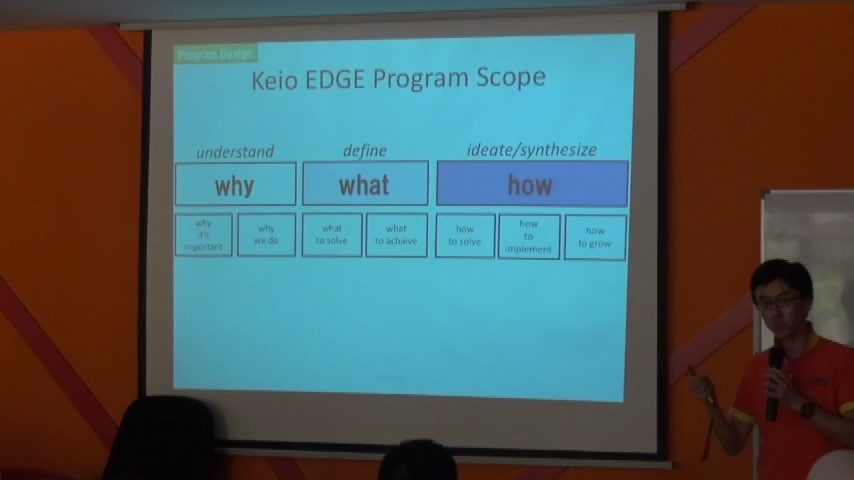 Program Design
Keio EDGE Program Scope
understand
define
ideate/synthesize
why
what
how
why
it's
important
why
we do
what
to solve
what
to achieve
how
to solve
how
to
implement
how
to grow